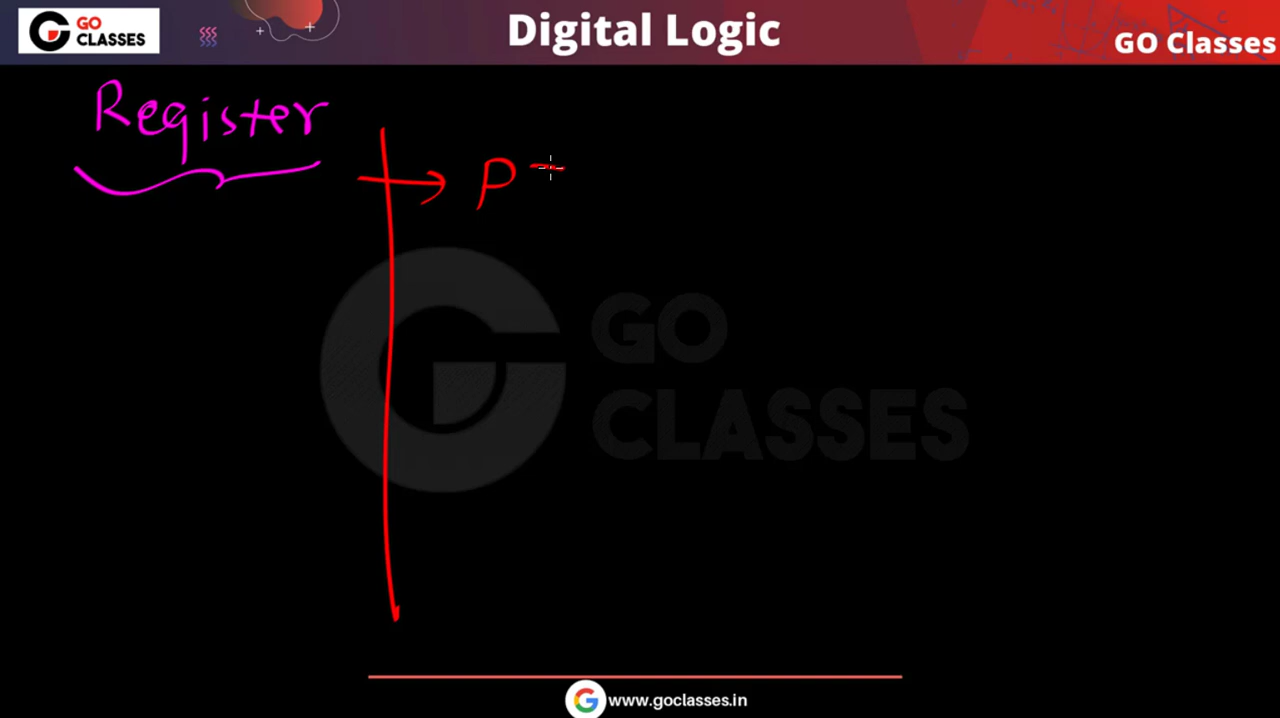 GO
CLASSES
Digital Logic
GO Classes
Register
P
GO
CLASSES
www.goclasses.in